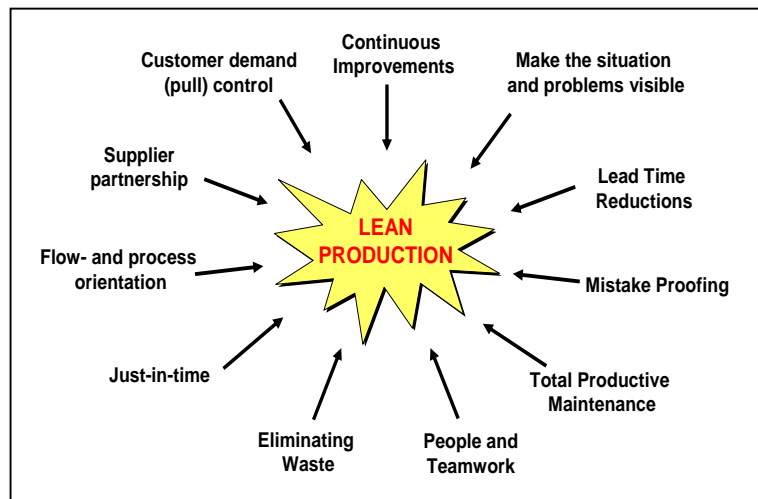 Continuous
Improvements
Customer demand
(pull) control
Make the situation
and problems visible
Supplier
partnership
Lead Time
Reductions
LEAN
PRODUCTION
Flow- and process
orientation
Mistake Proofing
Just-in-time
Total Productive
Maintenance
Eliminating
Waste
People and
Teamwork